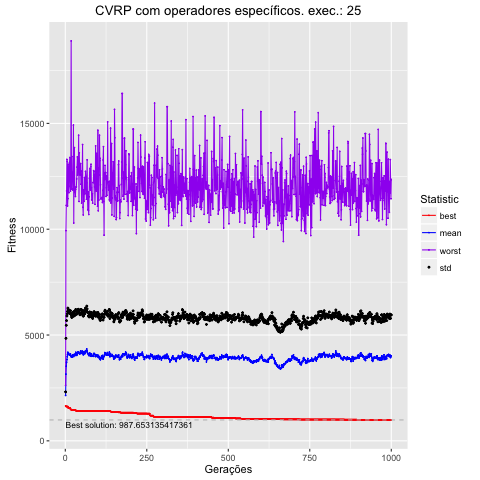 CVRP com operadores específicos. exec.: 25
Fitness
15000
10000
5000
0
Best solution: 987.653135417361
0
250
500
750
1000
Gerações
Statistic
best
mean
worst
std